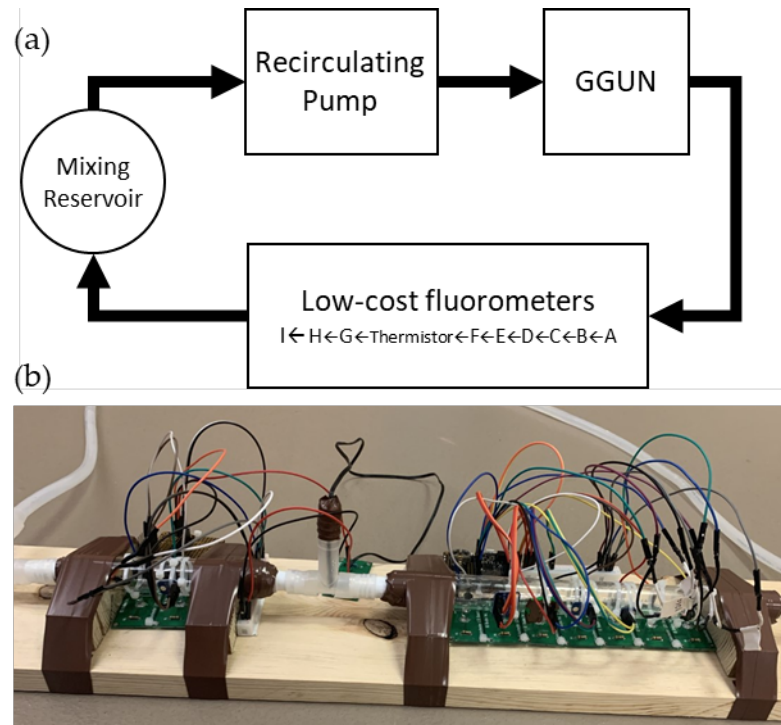 (a)
Recirculating
Pump
GGUN
Mixing
Reservoir
Low-cost fluorometers
I←H←G←Thermistor←F←E←D←C←B←A
(b)